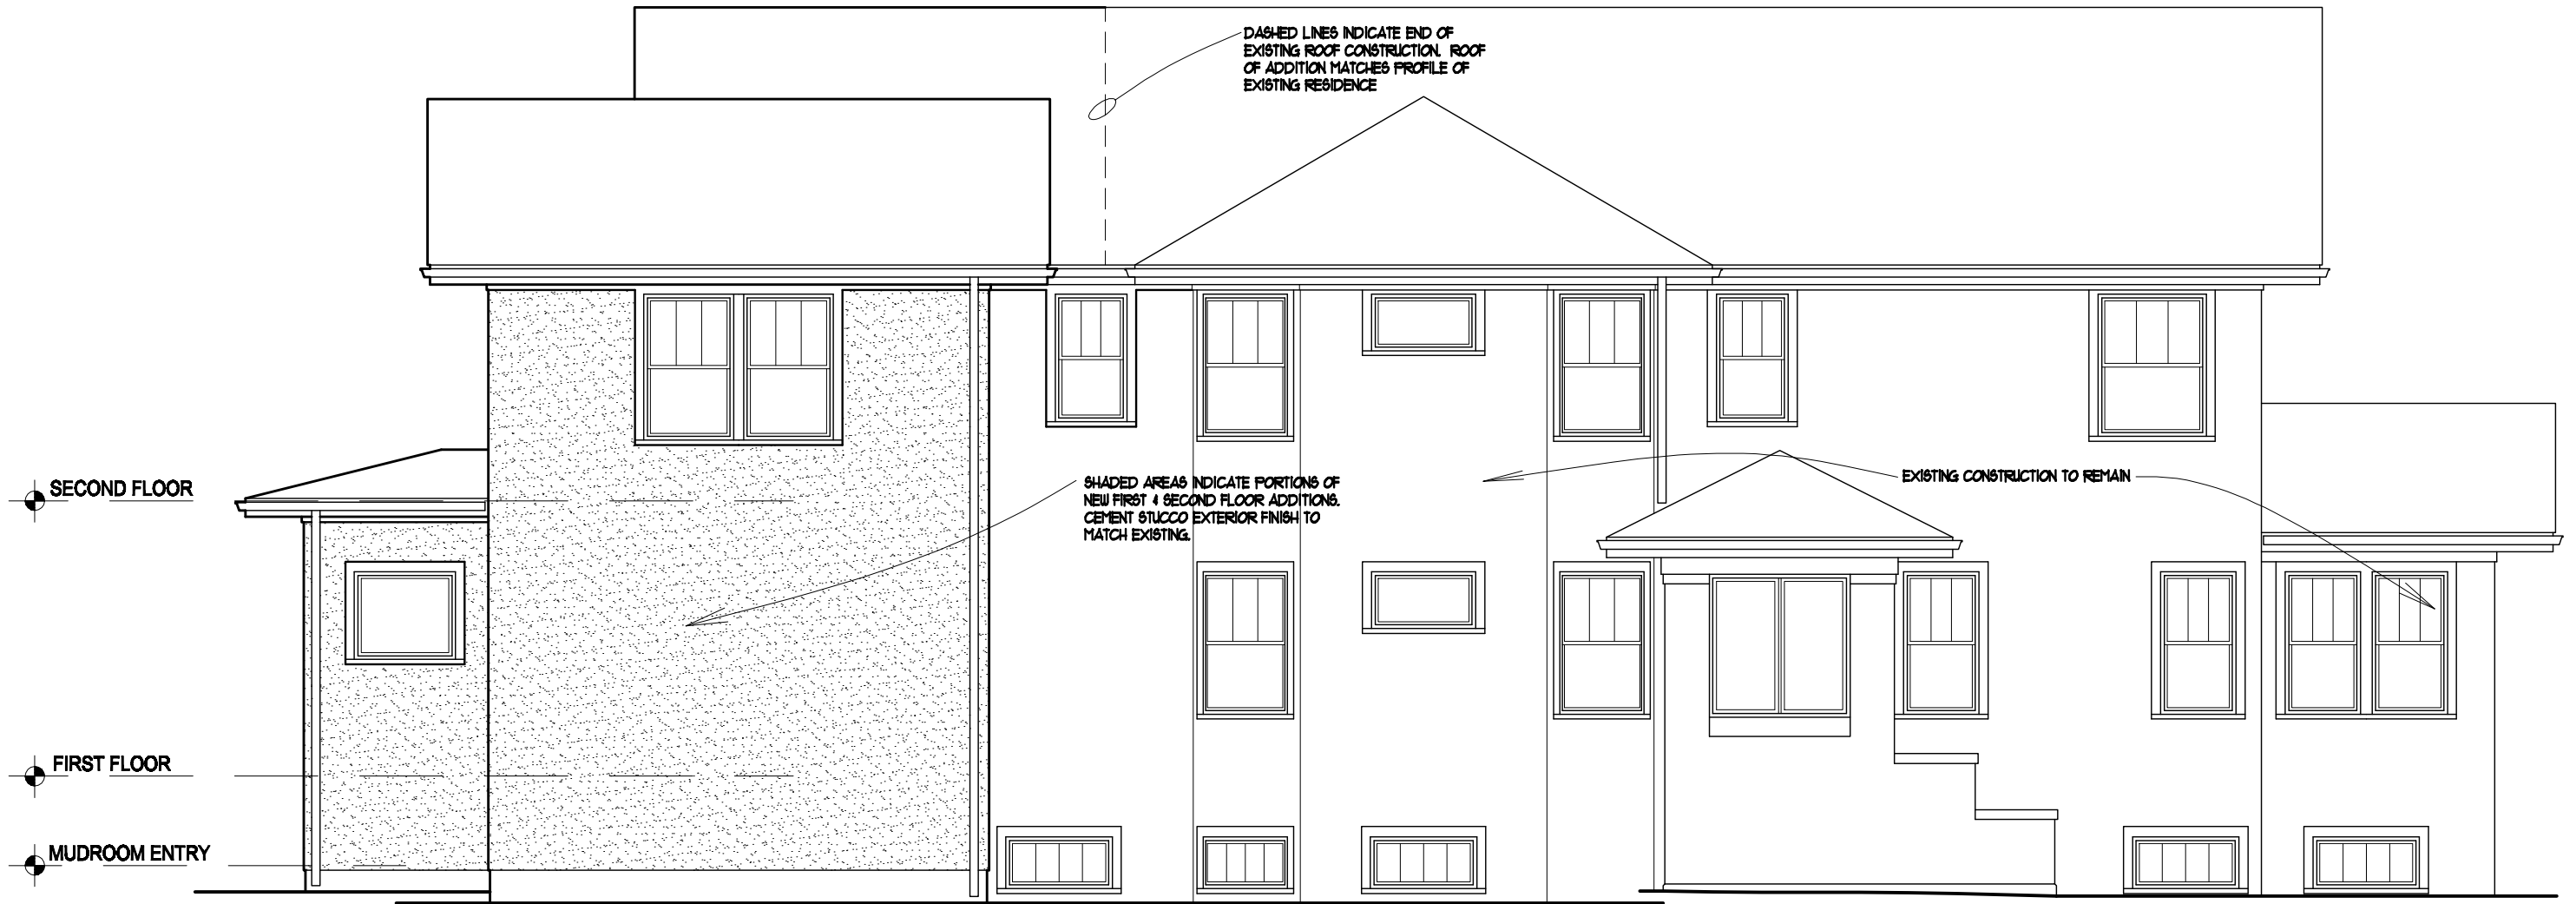 DASHED LINES INDICATE END OF
EXISTING ROOF CONSTRUCTION. ROOF
OF ADDITION MATCHES PROFILE OF
EXISTING RESIDENCE
SECOND FLOOR
SHADED AREAS INDICATE PORTIONS OF
NEW FIRST & SECOND FLOOR ADDITIONS.
CEMENT STUCCO EXTERIOR FINISH TO
MATCH EXISTING.
EXISTING CONSTRUCTION TO REMAIN
FIRST FLOOR
MUDROOM ENTRY